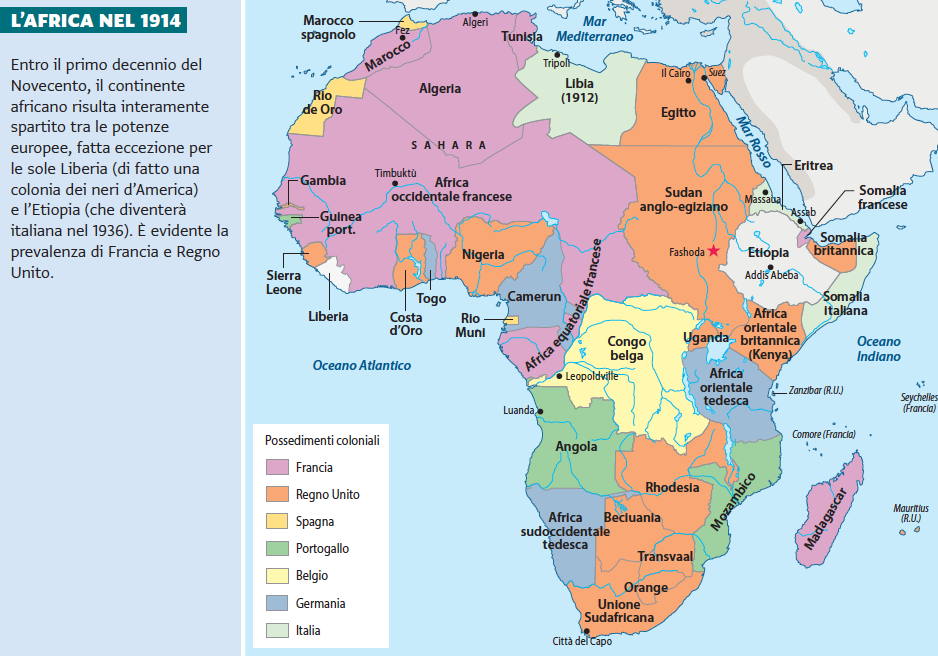 L'AFRICA NEL 1914
Entro il primo decennio del
Novecento, il continente
africano risulta interamente
spartito tra le potenze
europee, fatta eccezione per
le sole Liberia (di fatto una
colonia dei neri d'America)
e l'Etiopia (che diventerà
italiana nel 1936). È evidente la
prevalenza di Francia e Regno
Unito.
Marocco
spagnolo
Fez
Marocco
Algeri
Tunisia
Mar
Mediterraneo
Tripoli
Libia
(1912)
Il Cairo
Suez
Egitto
Algeria
Rio
de Oro
SAHARA
Mar Rosso
Gambia
Timbuktù
Africa
occidentale francese
Guinea
port.
Sudan
anglo-egiziano
Eritrea
Massaua
Assab
Somalia
francese
Fashoda
Etiopia
Addis Abeba
Somalia
britannica
Somalia
italiana
Nigeria
Sierra
Leone
Liberia
Costa
d'Oro
Togo
Camerun
Rio
Muni
Africa equatoriale francese
Congo
belga
Uganda
Africa
orientale
britannica
(Kenya)
Oceano
Indiano
Oceano Atlantico
Leopoldville
Africa
orientale
tedesca
Zanzibar (R.U.)
Seychelles
(Francia)
Luanda
Angola
Comore (Francia)
Rhodesia
Mozambico
Madagascar
Mauritius
(R.U.)
Africa
sudoccidentale
tedesca
Beciuania
Transvaal
Orange
Unione
Sudafricana
Città del Capo
Possedimenti coloniali
Francia
Regno Unito
Spagna
Portogallo
Belgio
Germania
Italia